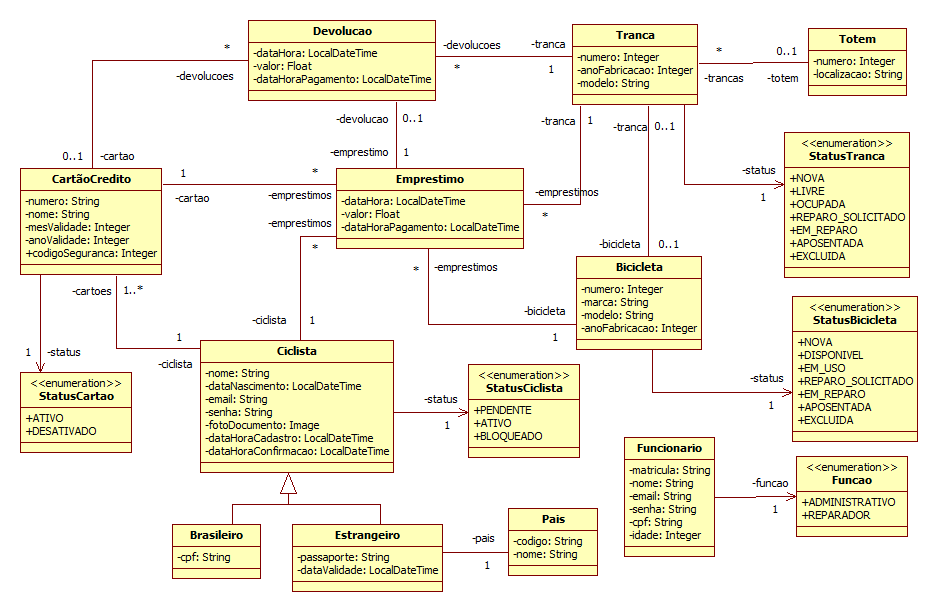 Devolucao
-dataHora: LocalDateTime
-valor: Float
-dataHoraPagamento: LocalDateTime
-devolucoes
*
-tranca
1
Tranca
-numero: Integer
-anoFabricacao: Integer
-modelo: String
*
-trancas
0..1
-totem
Totem
-numero: Integer
-localizacao: String
*
-devolucoes
0..1
-cartao
-devolucao
0..1
-emprestimo
1
-tranca
1
-tranca
0..1
<<enumeration>>
StatusTranca
+NOVA
+LIVRE
+OCUPADA
+REPARO_SOLICITADO
+EM_REPARO
+APOSENTADA
+EXCLUIDA
-status
1
CartãoCredito
-numero: String
-nome: String
-mesValidade: Integer
-anoValidade: Integer
+codigoSeguranca: Integer
1
-cartao
*
-emprestimos
Emprestimo
-dataHora: LocalDateTime
-valor: Float
-dataHoraPagamento: LocalDateTime
-emprestimos
*
-emprestimos
*
-bicicleta
0..1
*
-emprestimos
-bicicleta
1
Bicicleta
-numero: Integer
-marca: String
-modelo: String
-anoFabricacao: Integer
-cartoes
1..*
1
-ciclista
-ciclista
1
1
-status
<<enumeration>>
StatusCartao
+ATIVO
+DESATIVADO
Ciclista
-nome: String
-dataNascimento: LocalDateTime
-email: String
-senha: String
-fotoDocumento: Image
-dataHoraCadastro: LocalDateTime
-dataHoraConfirmacao: LocalDateTime
-status
1
<<enumeration>>
StatusCiclista
+PENDENTE
+ATIVO
+BLOQUEADO
-status
1
<<enumeration>>
StatusBicicleta
+NOVA
+DISPONIVEL
+EM_USO
+REPARO_SOLICITADO
+EM_REPARO
+APOSENTADA
+EXCLUIDA
Funcionario
-matricula: String
-nome: String
-email: String
-senha: String
-cpf: String
-idade: Integer
-funcao
1
<<enumeration>>
Funcao
+ADMINISTRATIVO
+REPARADOR
Brasileiro
-cpf: String
Estrangeiro
-passaporte: String
-dataValidade: LocalDateTime
-pais
1
Pais
-codigo: String
-nome: String